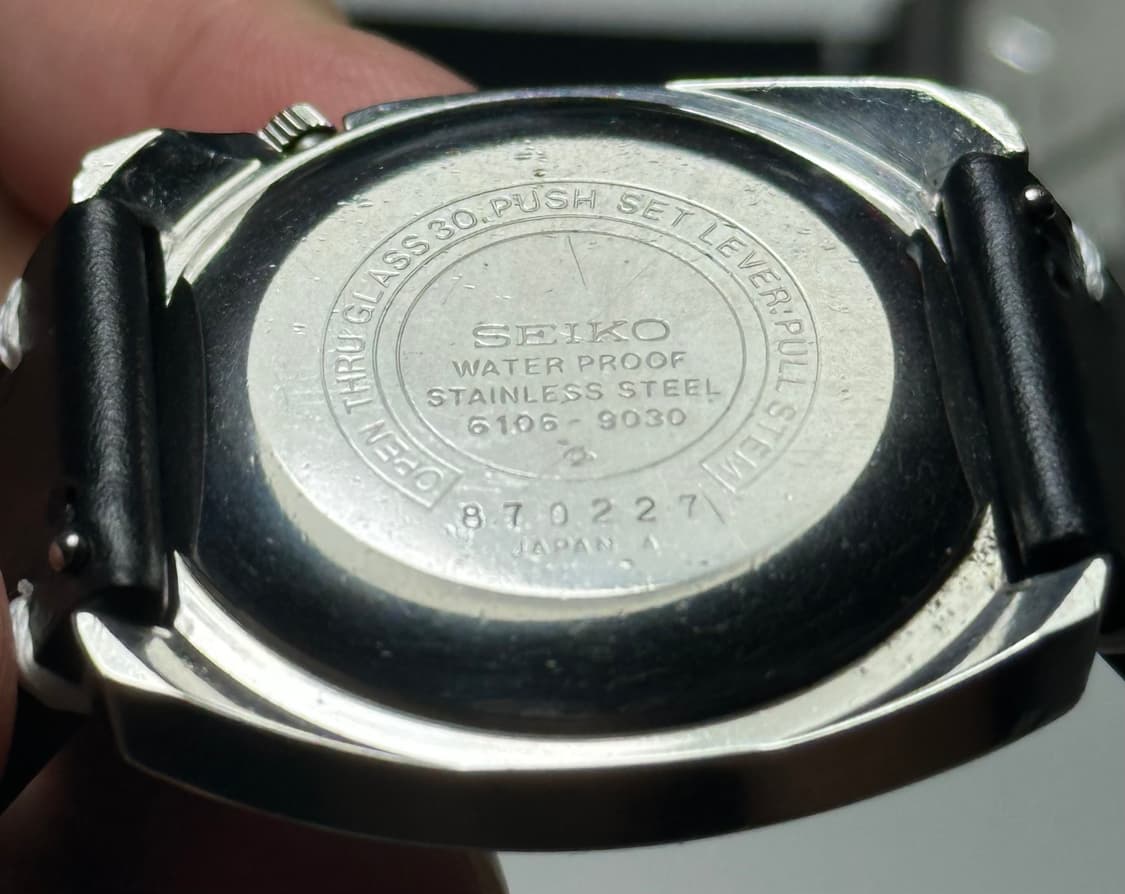 OPEN THRU GLASS 30. PUSH SET LEVER! PULL STEM
SEIKO
WATER PROOF
STAINLESS STEEL
6106-9030
870227
JAPAN A